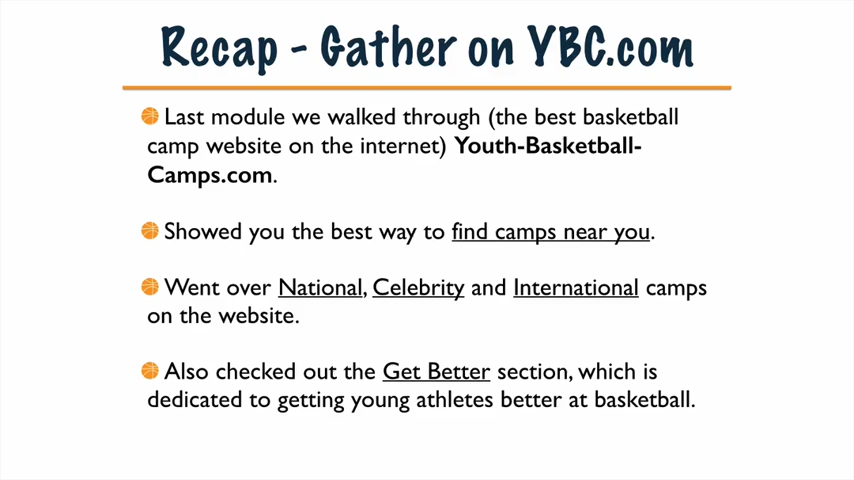 Recap - Gather on YBC.com
Last module we walked through (the best basketball
camp website on the internet) Youth-Basketball-
Camps.com.
Showed you the best way to find camps near you.
Went over National, Celebrity and International camps
on the website.
Also checked out the Get Better section, which is
dedicated to getting young athletes better at basketball.